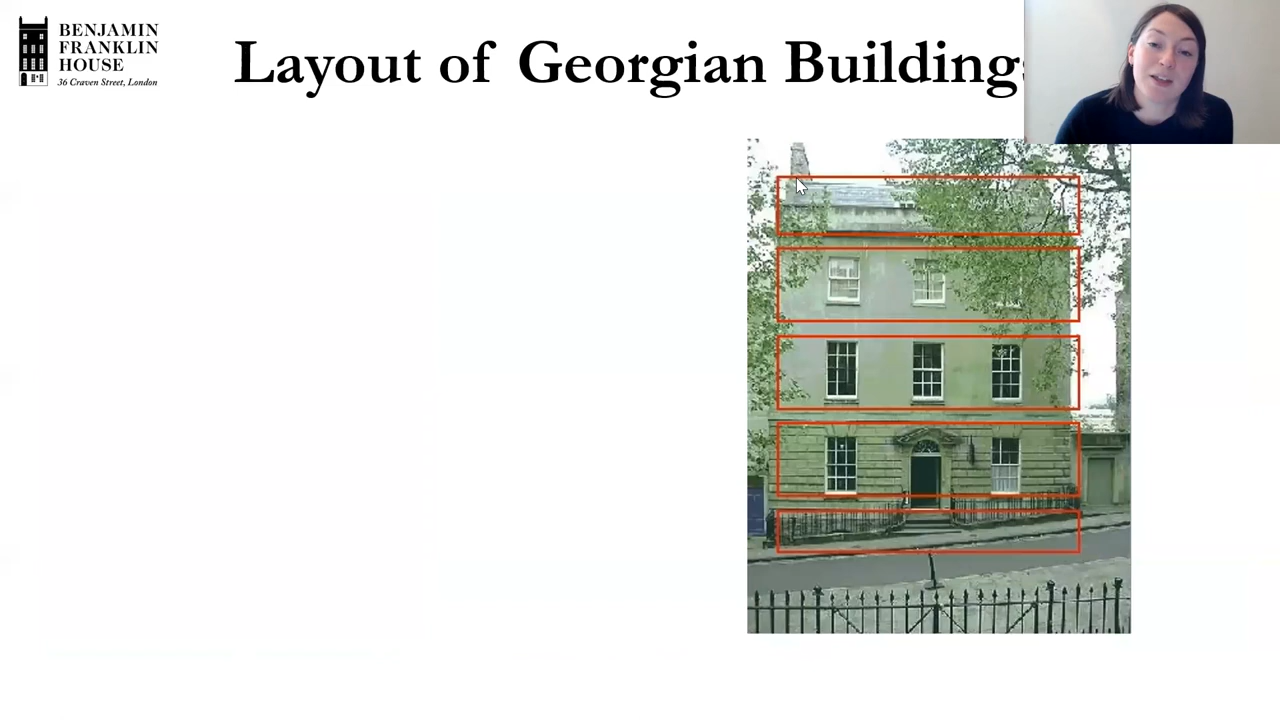 BENJAMIN
FRANKLIN
HOUSE
36 Craven Street, London
Layout of Georgian Building